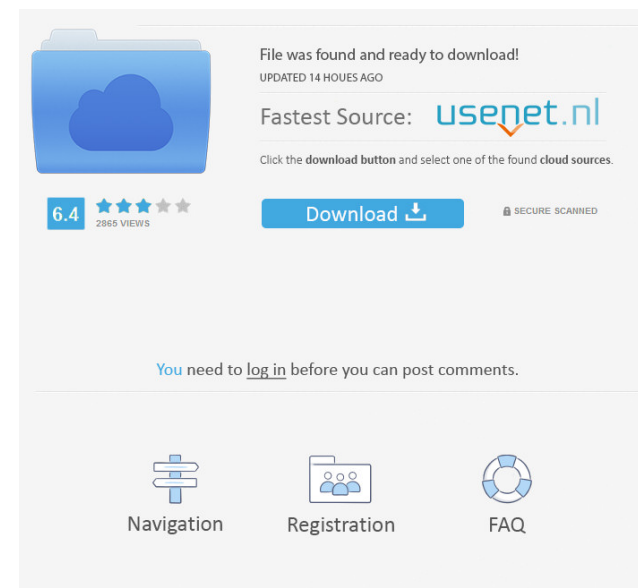 File was found and ready to download!
UPDATED 14 HOUES AGO
Fastest Source: usenet.nl
Click the download button and select one of the found cloud sources.
6.4
2865 VIEWS
Download
SECURE SCANNED
You need to log in before you can post comments.
Navigation
Registration
FAQ